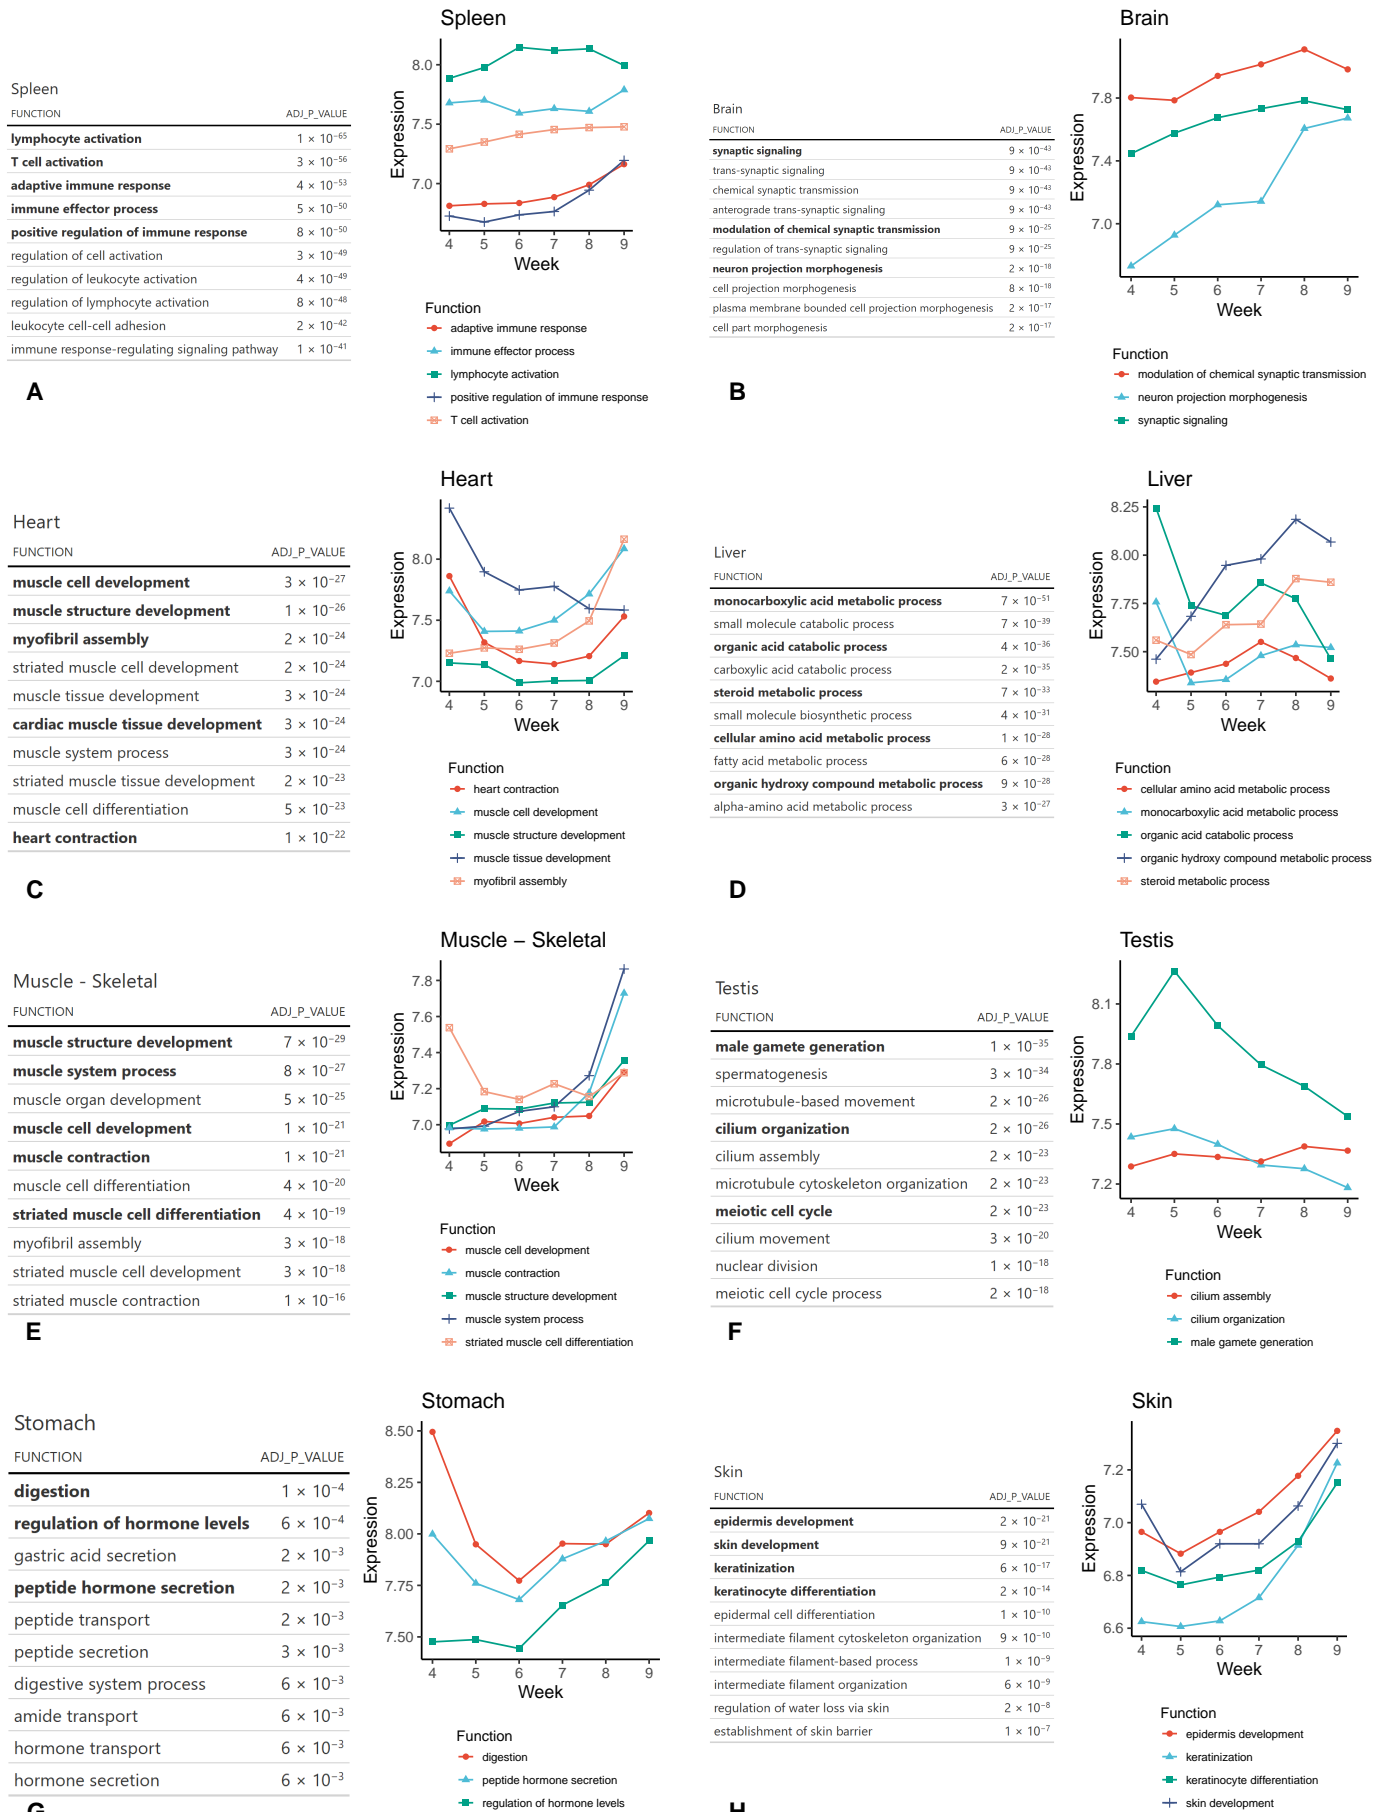 Spleen
FUNCTION ADJ_P_VALUE
lymphocyte activation 1 × 10⁻⁶⁵
T cell activation 3 × 10⁻⁵⁶
adaptive immune response 4 × 10⁻⁵³
immune effector process 5 × 10⁻⁵⁰
positive regulation of immune response 8 × 10⁻⁵⁰
regulation of cell activation 3 × 10⁻⁴⁹
regulation of leukocyte activation 4 × 10⁻⁴⁹
regulation of lymphocyte activation 8 × 10⁻⁴⁸
leukocyte cell-cell adhesion 2 × 10⁻⁴²
immune response-regulating signaling pathway 1 × 10⁻⁴¹
A
Spleen
Expression
8.0
7.5
7.0
4 5 6 7 8 9
Week
Function
adaptive immune response
immune effector process
lymphocyte activation
positive regulation of immune response
T cell activation
Brain
FUNCTION ADJ_P_VALUE
synaptic signaling 9 × 10⁻⁴³
trans-synaptic signaling 9 × 10⁻⁴³
chemical synaptic transmission 9 × 10⁻⁴³
anterograde trans-synaptic signaling 9 × 10⁻⁴³
modulation of chemical synaptic transmission 9 × 10⁻²⁵
regulation of trans-synaptic signaling 9 × 10⁻²⁵
neuron projection morphogenesis 2 × 10⁻¹⁸
cell projection morphogenesis 8 × 10⁻¹⁸
plasma membrane bounded cell projection morphogenesis 2 × 10⁻¹⁷
cell part morphogenesis 2 × 10⁻¹⁷
B
Brain
Expression
7.8
7.4
7.0
4 5 6 7 8 9
Week
Function
modulation of chemical synaptic transmission
neuron projection morphogenesis
synaptic signaling
Heart
FUNCTION ADJ_P_VALUE
muscle cell development 3 × 10⁻²⁷
muscle structure development 1 × 10⁻²⁶
myofibril assembly 2 × 10⁻²⁴
striated muscle cell development 2 × 10⁻²⁴
muscle tissue development 3 × 10⁻²⁴
cardiac muscle tissue development 3 × 10⁻²⁴
muscle system process 3 × 10⁻²⁴
striated muscle tissue development 2 × 10⁻²³
muscle cell differentiation 5 × 10⁻²³
heart contraction 1 × 10⁻²²
C
Heart
Expression
8.0
7.5
7.0
4 5 6 7 8 9
Week
Function
heart contraction
muscle cell development
muscle structure development
muscle tissue development
myofibril assembly
Liver
FUNCTION ADJ_P_VALUE
monocarboxylic acid metabolic process 7 × 10⁻⁵¹
small molecule catabolic process 7 × 10⁻³⁹
organic acid catabolic process 4 × 10⁻³⁶
carboxylic acid catabolic process 2 × 10⁻³⁵
steroid metabolic process 7 × 10⁻³³
small molecule biosynthetic process 4 × 10⁻³¹
cellular amino acid metabolic process 1 × 10⁻²⁸
fatty acid metabolic process 6 × 10⁻²⁸
organic hydroxy compound metabolic process 9 × 10⁻²⁸
alpha-amino acid metabolic process 3 × 10⁻²⁷
D
Liver
Expression
8.25
8.00
7.75
7.50
4 5 6 7 8 9
Week
Function
cellular amino acid metabolic process
monocarboxylic acid metabolic process
organic acid catabolic process
organic hydroxy compound metabolic process
steroid metabolic process
Muscle - Skeletal
FUNCTION ADJ_P_VALUE
muscle structure development 7 × 10⁻²⁹
muscle system process 8 × 10⁻²⁷
muscle organ development 5 × 10⁻²⁵
muscle cell development 1 × 10⁻²¹
muscle contraction 1 × 10⁻²¹
muscle cell differentiation 4 × 10⁻²⁰
striated muscle cell differentiation 4 × 10⁻¹⁹
myofibril assembly 3 × 10⁻¹⁸
striated muscle cell development 3 × 10⁻¹⁸
striated muscle contraction 1 × 10⁻¹⁶
E
Muscle – Skeletal
Expression
7.8
7.6
7.4
7.2
7.0
4 5 6 7 8 9
Week
Function
muscle cell development
muscle contraction
muscle structure development
muscle system process
striated muscle cell differentiation
Testis
FUNCTION ADJ_P_VALUE
male gamete generation 1 × 10⁻³⁵
spermatogenesis 3 × 10⁻³⁴
microtubule-based movement 2 × 10⁻²⁶
cilium organization 2 × 10⁻²⁶
cilium assembly 2 × 10⁻²³
microtubule cytoskeleton organization 2 × 10⁻²³
meiotic cell cycle 2 × 10⁻²³
cilium movement 3 × 10⁻²⁰
nuclear division 1 × 10⁻¹⁸
meiotic cell cycle process 2 × 10⁻¹⁸
F
Testis
Expression
8.1
7.8
7.5
7.2
4 5 6 7 8 9
Week
Function
cilium assembly
cilium organization
male gamete generation
Stomach
FUNCTION ADJ_P_VALUE
digestion 1 × 10⁻⁴
regulation of hormone levels 6 × 10⁻⁴
gastric acid secretion 2 × 10⁻³
peptide hormone secretion 2 × 10⁻³
peptide transport 2 × 10⁻³
peptide secretion 3 × 10⁻³
digestive system process 6 × 10⁻³
amide transport 6 × 10⁻³
hormone transport 6 × 10⁻³
hormone secretion 6 × 10⁻³
G
Stomach
Expression
8.50
8.25
8.00
7.75
7.50
4 5 6 7 8 9
Week
Function
digestion
peptide hormone secretion
regulation of hormone levels
Skin
FUNCTION ADJ_P_VALUE
epidermis development 2 × 10⁻²¹
skin development 9 × 10⁻²¹
keratinization 6 × 10⁻¹⁷
keratinocyte differentiation 2 × 10⁻¹⁴
epidermal cell differentiation 1 × 10⁻¹⁰
intermediate filament cytoskeleton organization 9 × 10⁻¹⁰
intermediate filament-based process 1 × 10⁻⁹
intermediate filament organization 6 × 10⁻⁹
regulation of water loss via skin 2 × 10⁻⁸
establishment of skin barrier 1 × 10⁻⁷
H
Skin
Expression
7.2
7.0
6.8
6.6
4 5 6 7 8 9
Week
Function
epidermis development
keratinization
keratinocyte differentiation
skin development